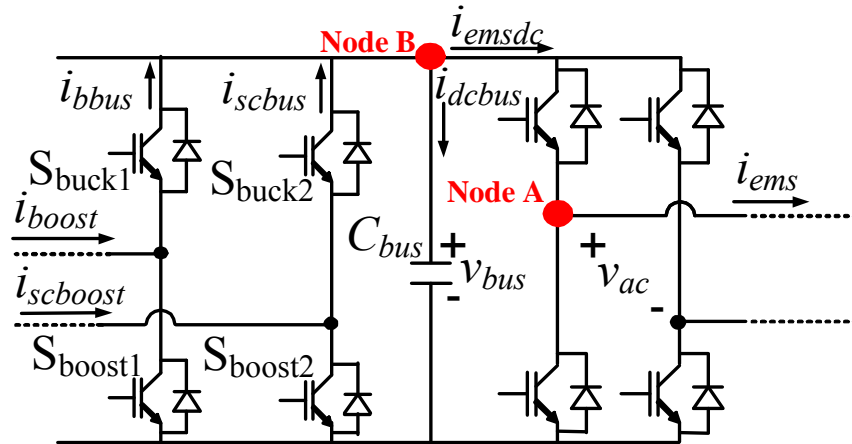 Node B
i_emsdc
i_bbus
i_scbus
i_dcbus
S_buck1
S_buck2
Node A
i_ems
i_boost
C_bus
+
v_bus
-
+
v_ac
-
i_scboost
S_boost1
S_boost2